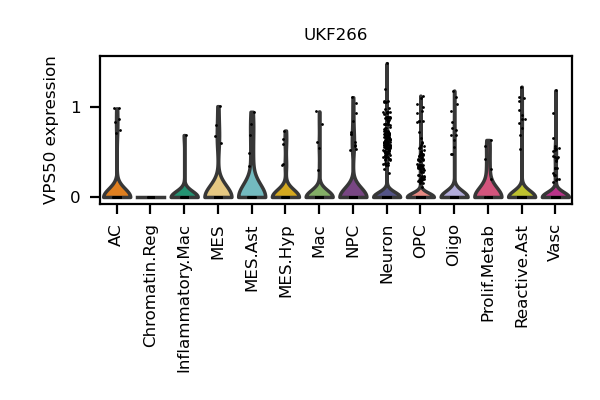 UKF266
VPS50 expression
1
0
AC
Chromatin.Reg
Inflammatory.Mac
MES
MES.Ast
MES.Hyp
Mac
NPC
Neuron
OPC
Oligo
Prolif.Metab
Reactive.Ast
Vasc